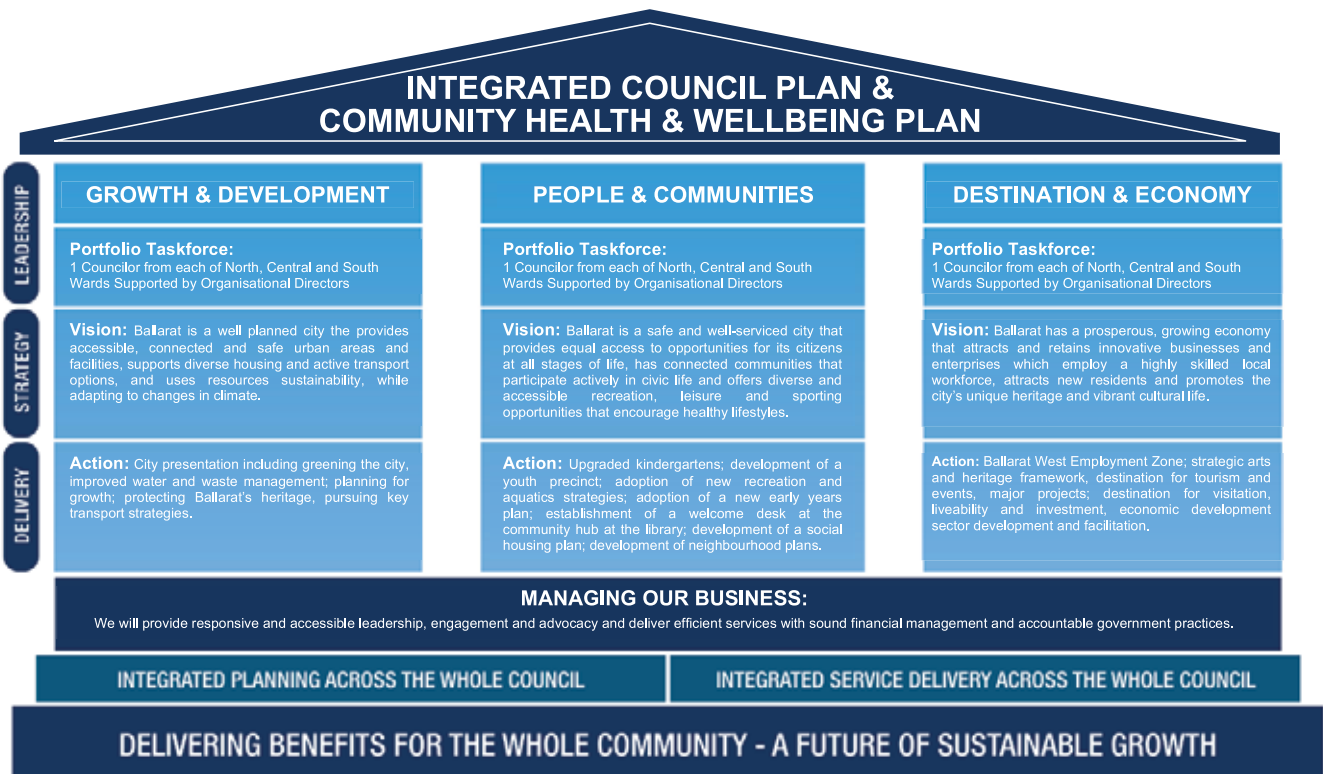 INTEGRATED COUNCIL PLAN &
COMMUNITY HEALTH & WELLBEING PLAN
LEADERSHIP
GROWTH & DEVELOPMENT
Portfolio Taskforce:
1 Councilor from each of North, Central and South
Wards Supported by Organisational Directors
PEOPLE & COMMUNITIES
Portfolio Taskforce:
1 Councilor from each of North, Central and South
Wards Supported by Organisational Directors
DESTINATION & ECONOMY
Portfolio Taskforce:
1 Councilor from each of North, Central and South
Wards Supported by Organisational Directors
STRATEGY
Vision: Ballarat is a well planned city the provides
accessible, connected and safe urban areas and
facilities, supports diverse housing and active transport
options, and uses resources sustainability, while
adapting to changes in climate.
Vision: Ballarat is a safe and well-serviced city that
provides equal access to opportunities for its citizens
at all stages of life, has connected communities that
participate actively in civic life and offers diverse and
accessible recreation, leisure and sporting
opportunities that encourage healthy lifestyles.
Vision: Ballarat has a prosperous, growing economy
that attracts and retains innovative businesses and
enterprises which employ a highly skilled local
workforce, attracts new residents and promotes the
city's unique heritage and vibrant cultural life.
DELIVERY
Action: City presentation including greening the city,
improved water and waste management; planning for
growth; protecting Ballarat's heritage, pursuing key
transport strategies.
Action: Upgraded kindergartens; development of a
youth precinct; adoption of new recreation and
aquatics strategies; adoption of a new early years
plan; establishment of a welcome desk at the
community hub at the library; development of a social
housing plan; development of neighbourhood plans.
Action: Ballarat West Employment Zone; strategic arts
and heritage framework, destination for tourism and
events, major projects; destination for visitation,
liveability and investment, economic development
sector development and facilitation.
MANAGING OUR BUSINESS:
We will provide responsive and accessible leadership, engagement and advocacy and deliver efficient services with sound financial management and accountable government practices.
INTEGRATED PLANNING ACROSS THE WHOLE COUNCIL
INTEGRATED SERVICE DELIVERY ACROSS THE WHOLE COUNCIL
DELIVERING BENEFITS FOR THE WHOLE COMMUNITY - A FUTURE OF SUSTAINABLE GROWTH